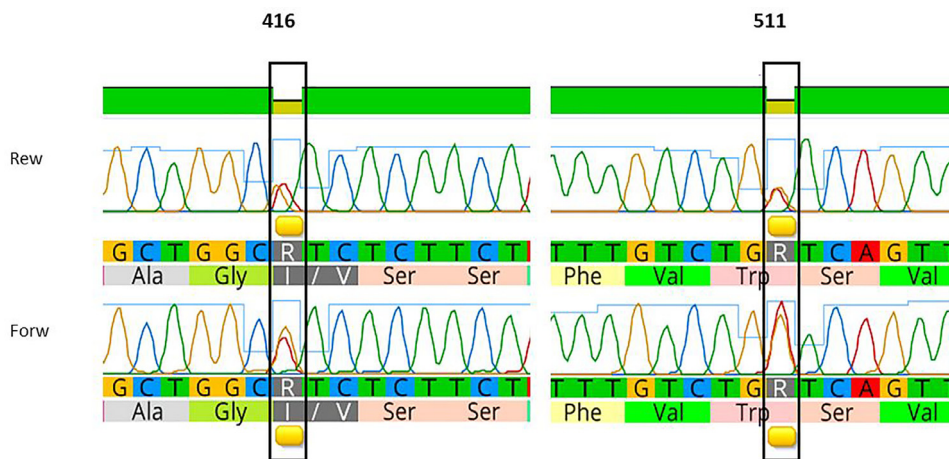 416 511
Rew
G C T G G C R T C T C T T C T T T T G T C T G R T C A G T T
Ala Gly I / V Ser Ser Phe Val Trp Ser Val
Forw
G C T G G C R T C T C T T C T T T T G T C T G R T C A G T T
Ala Gly I / V Ser Ser Phe Val Trp Ser Val